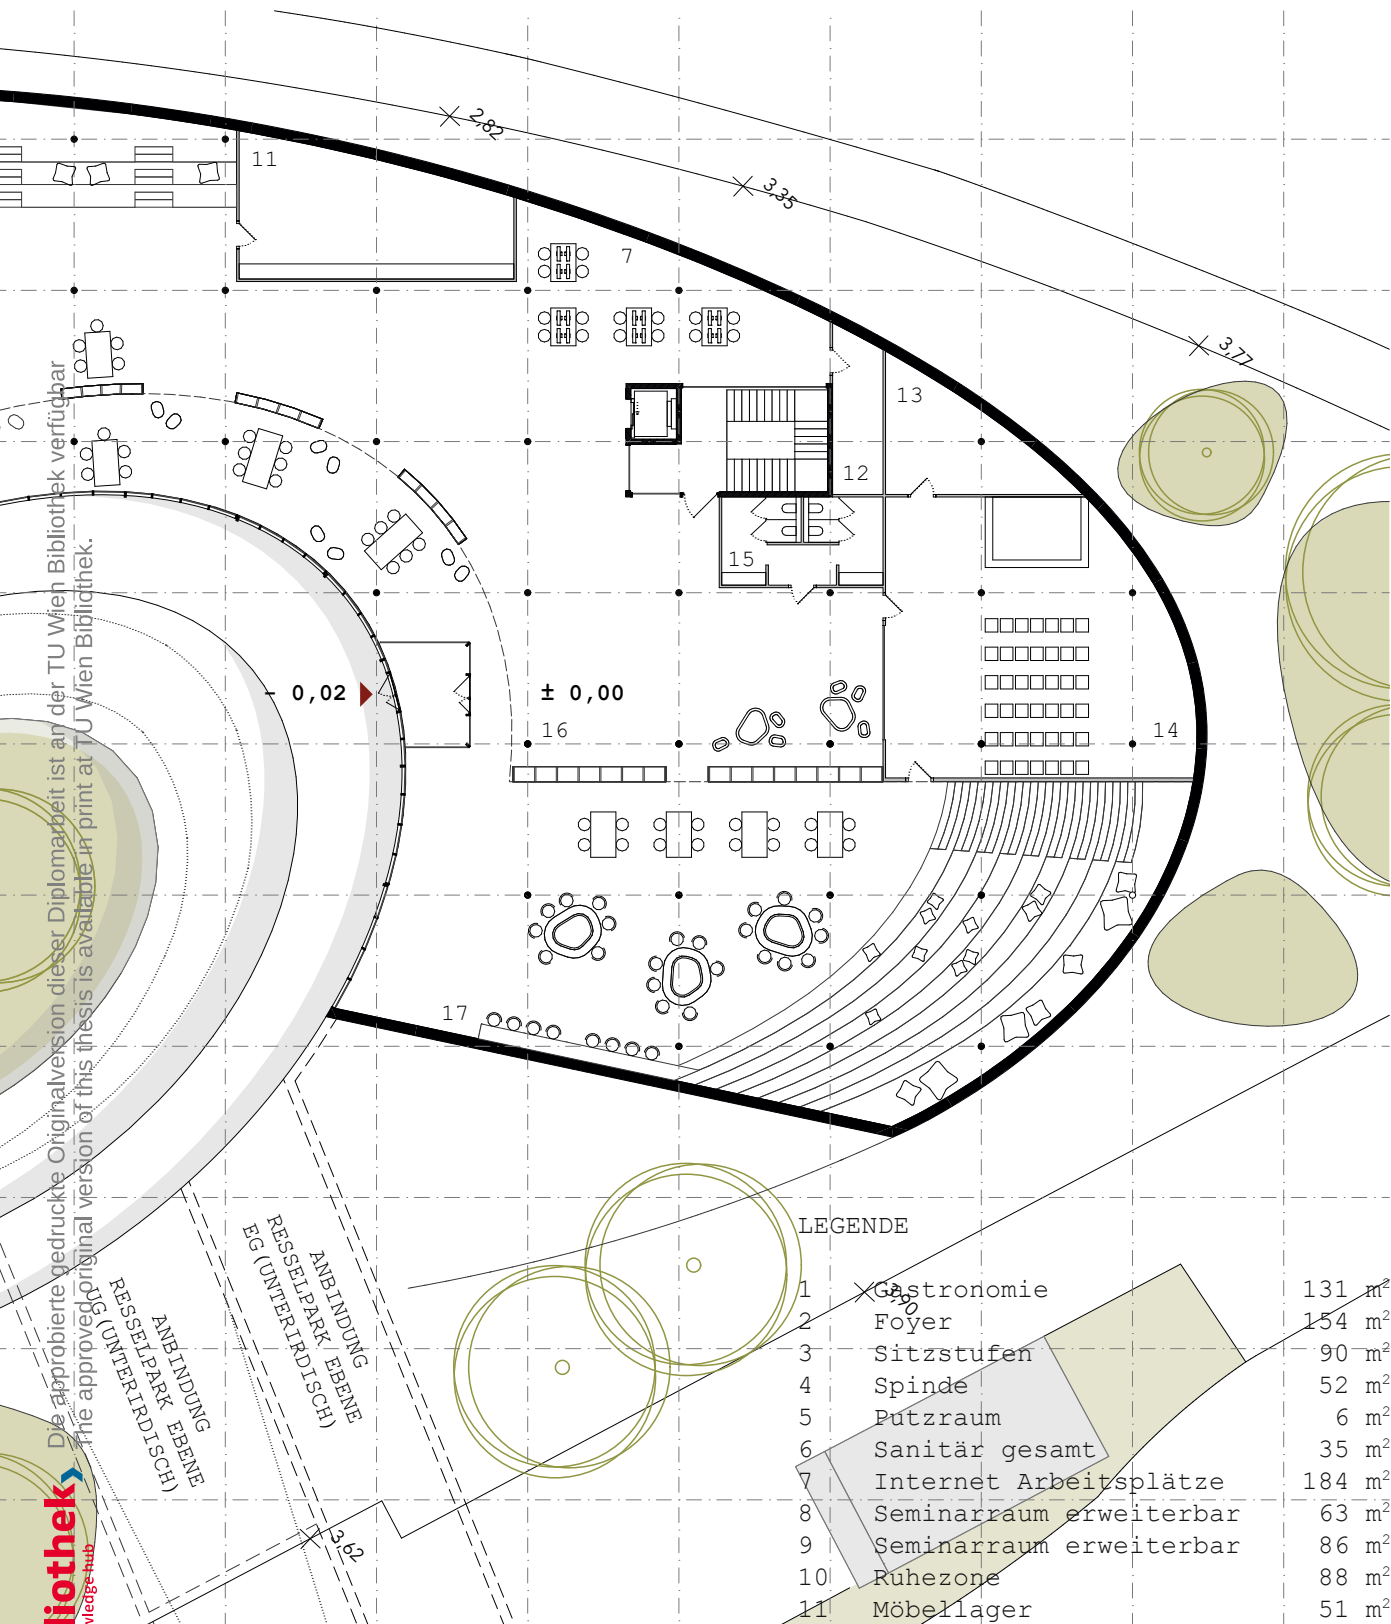 2,82
3,35
3,77
11
7
13
12
15
- 0,02
± 0,00
16
14
17
ANBINDUNG
RESSELPARK EBENE
EG(UNTERIRDISCH)
ANBINDUNG
RESSELPARK EBENE
UG(UNTERIRDISCH)
3,62
3,90
LEGENDE
1 Gastronomie 131 m²
2 Foyer 154 m²
3 Sitzstufen 90 m²
4 Spinde 52 m²
5 Putzraum 6 m²
6 Sanitär gesamt 35 m²
7 Internet Arbeitsplätze 184 m²
8 Seminarraum erweiterbar 63 m²
9 Seminarraum erweiterbar 86 m²
10 Ruhezone 88 m²
11 Möbellager 51 m²
Die approbierte gedruckte Originalversion dieser Diplomarbeit ist an der TU Wien Bibliothek verfügbar
The approved original version of this thesis is available in print at TU Wien Bibliothek.
liothek
wledge hub